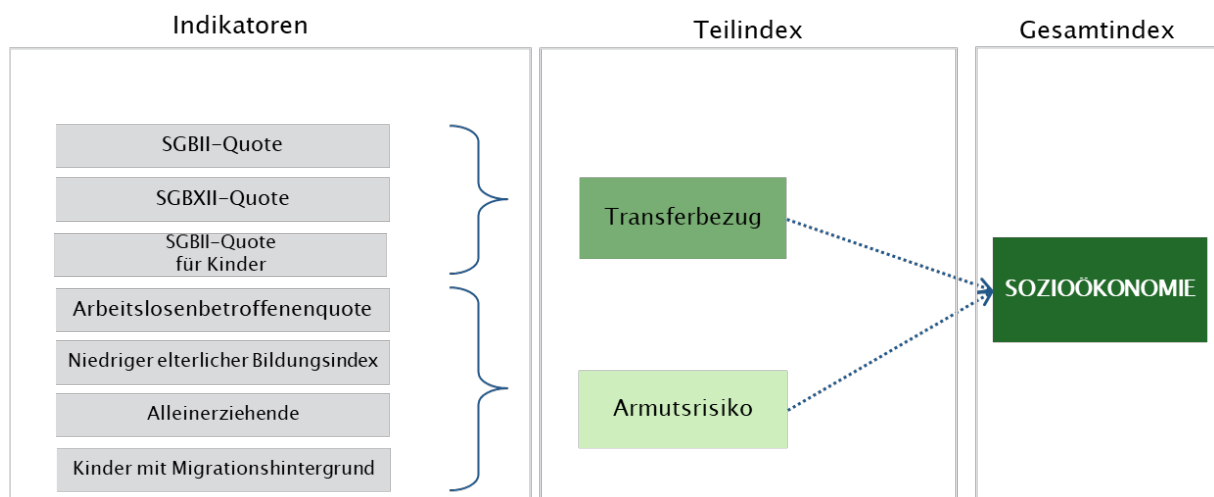 Indikatoren
Teilindex
Gesamtindex
SGBII-Quote
SGBXII-Quote
SGBII-Quote
für Kinder
Arbeitslosenbetroffenenquote
Niedriger elterlicher Bildungsindex
Alleinerziehende
Kinder mit Migrationshintergrund
Transferbezug
Armutsrisiko
SOZIOÖKONOMIE